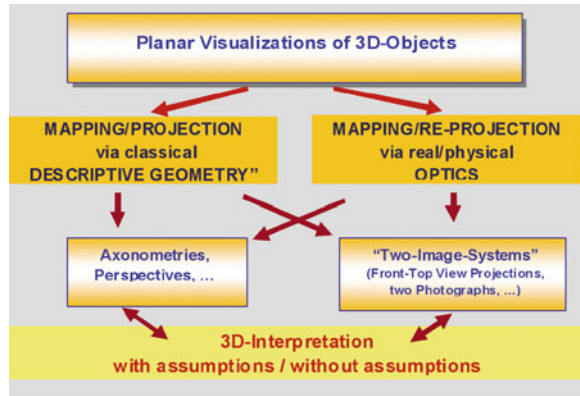 Planar Visualizations of 3D-Objects
MAPPING/PROJECTION
via classical
DESCRIPTIVE GEOMETRY”
MAPPING/RE-PROJECTION
via real/physical
OPTICS
Axonometries,
Perspectives, ...
“Two-Image-Systems”
(Front-Top View Projections,
two Photographs, ...)
3D-Interpretation
with assumptions / without assumptions